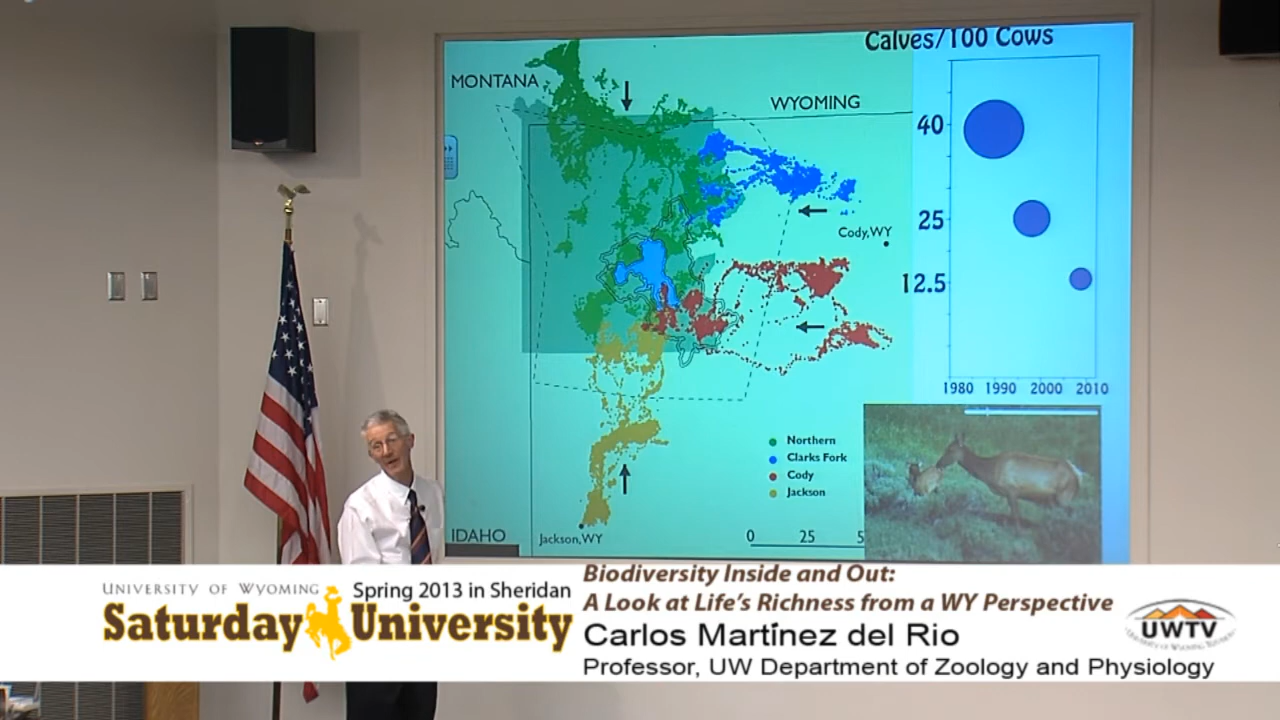 Calves/100 Cows
MONTANA
WYOMING
40
25
Cody,WY
12.5
1980 1990 2000 2010
Northern
Clarks Fork
Cody
Jackson
IDAHO
Jackson,WY
0 25 5
UNIVERSITY OF WYOMING
Spring 2013 in Sheridan
Saturday University
Biodiversity Inside and Out:
A Look at Life's Richness from a WY Perspective
Carlos Martínez del Rio
Professor, UW Department of Zoology and Physiology
UWTV